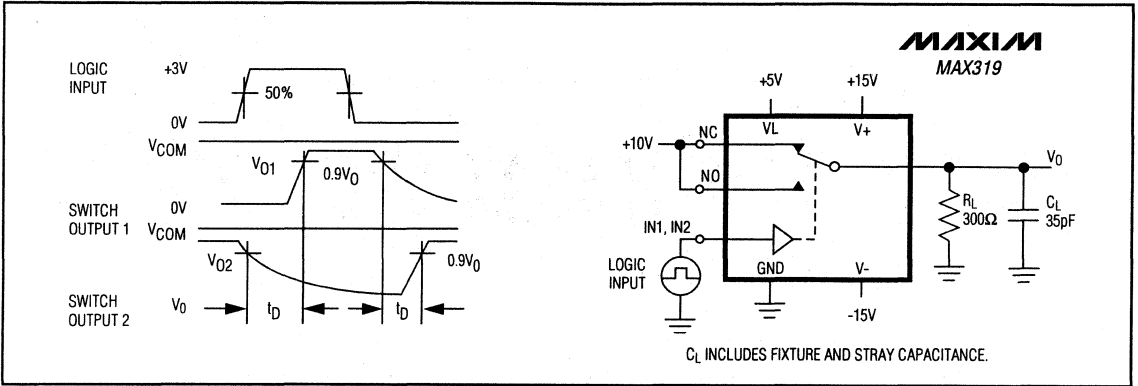 LOGIC
INPUT
+3V
50%
0V
VCOM
VO1
0.9VO
SWITCH
OUTPUT 1
0V
VCOM
VO2
0.9VO
SWITCH
OUTPUT 2
VO
tD
tD
MAXIM
MAX319
+5V
+15V
VL
V+
+10V
NC
NO
IN1, IN2
LOGIC
INPUT
GND
V-
-15V
VO
RL
300Ω
CL
35pF
CL INCLUDES FIXTURE AND STRAY CAPACITANCE.